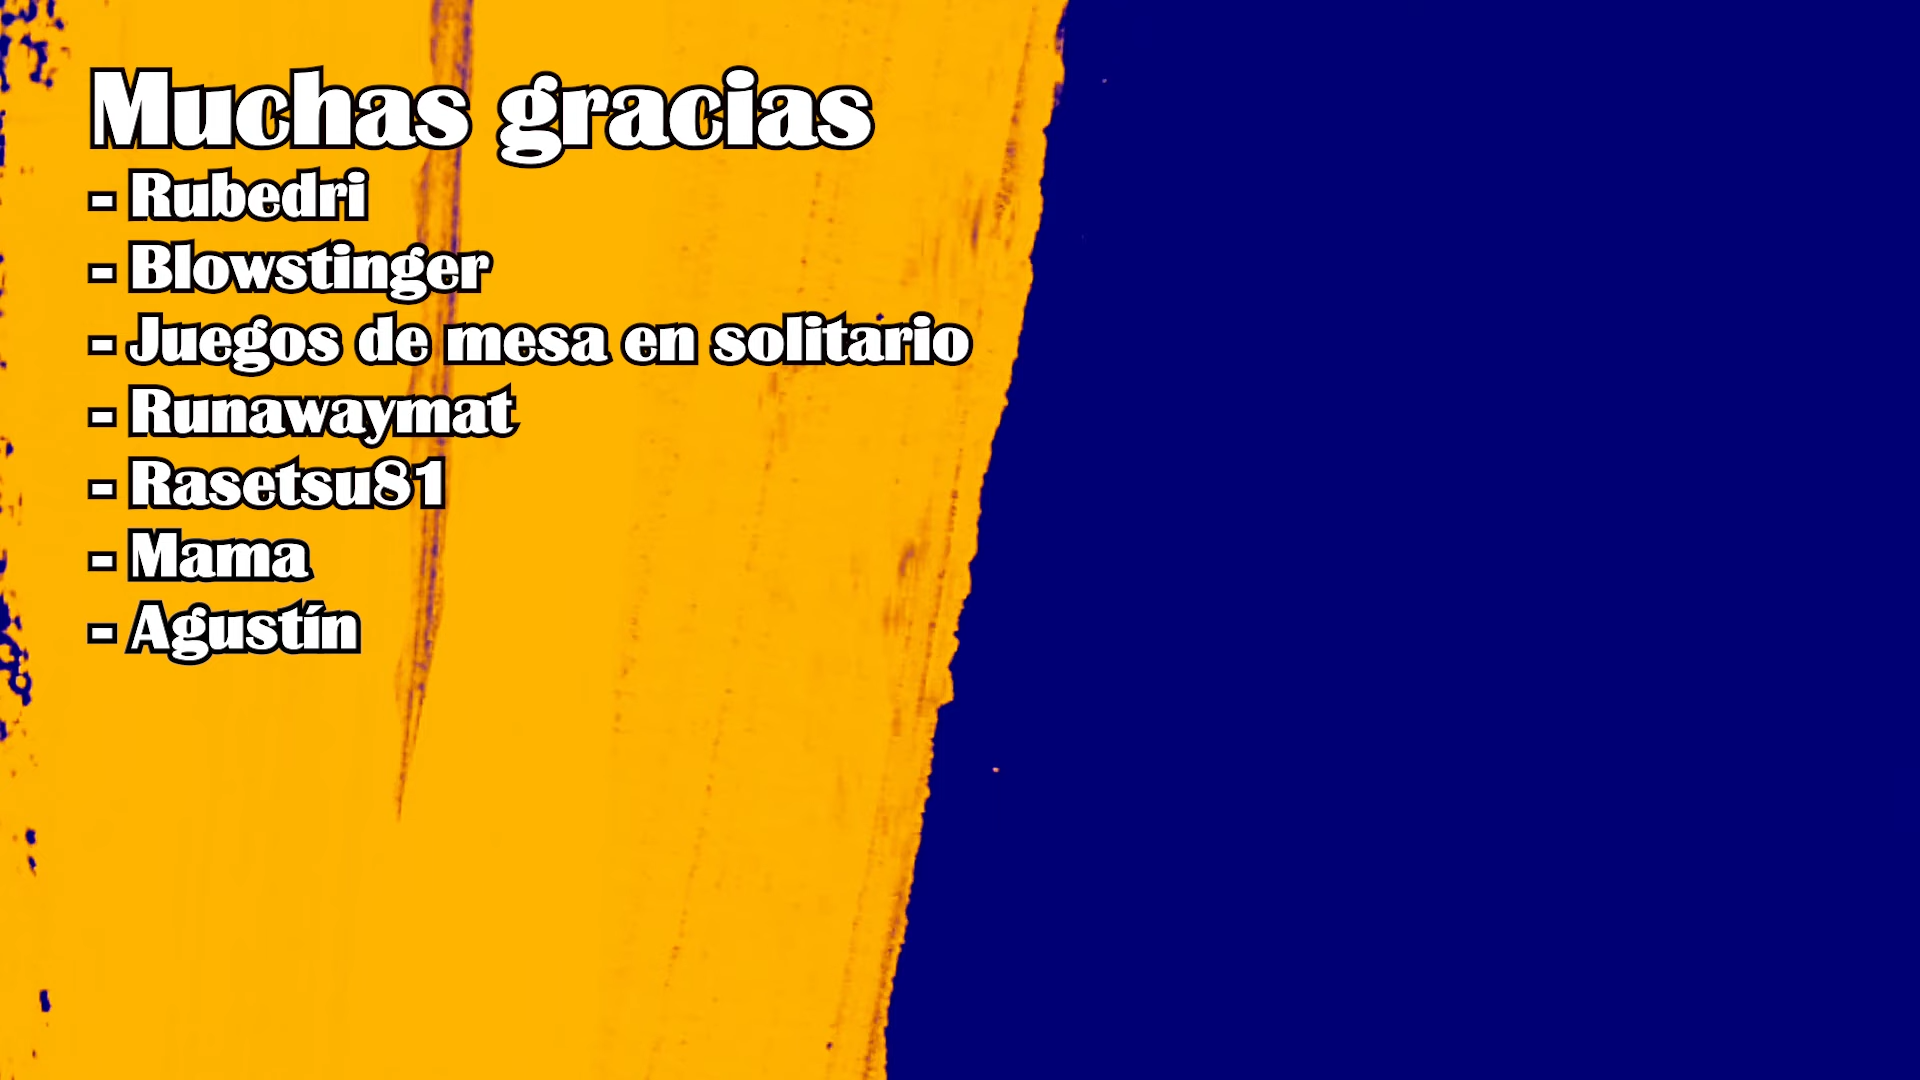 Muchas gracias
- Rubedri
- Blowstinger
- Juegos de mesa en solitario
- Runawaymat
- Rasetsu81
- Mama
- Agustín